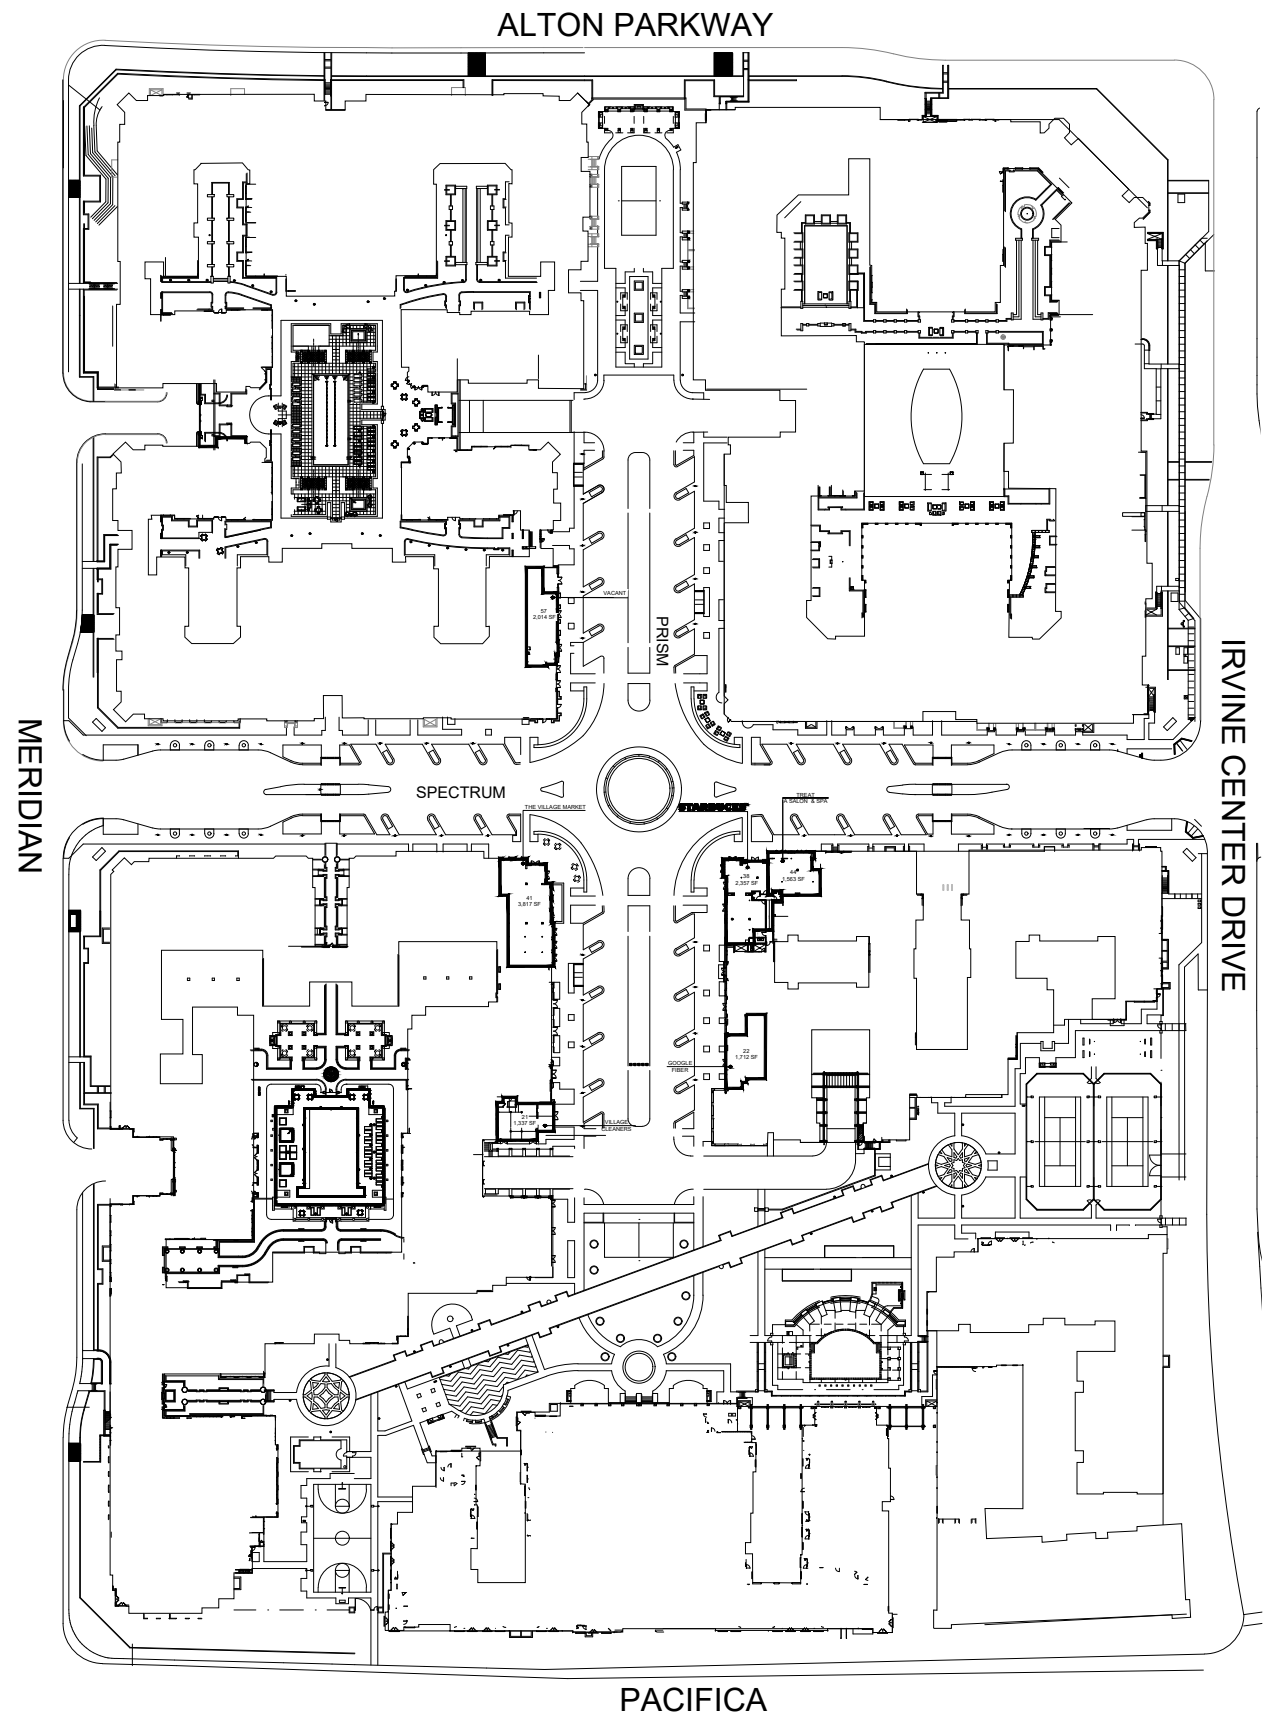 ALTON PARKWAY
VACANT
57
2,014 SF
PRISM
IRVINE CENTER DRIVE
MERIDIAN
SPECTRUM
THE VILLAGE MARKET
STARBUCKS
TREAT
A SALON & SPA
38
2,357 SF
44
1,563 SF
41
3,817 SF
22
1,712 SF
GOOGLE
FIBER
21
1,337 SF
VILLAGE
CLEANERS
PACIFICA